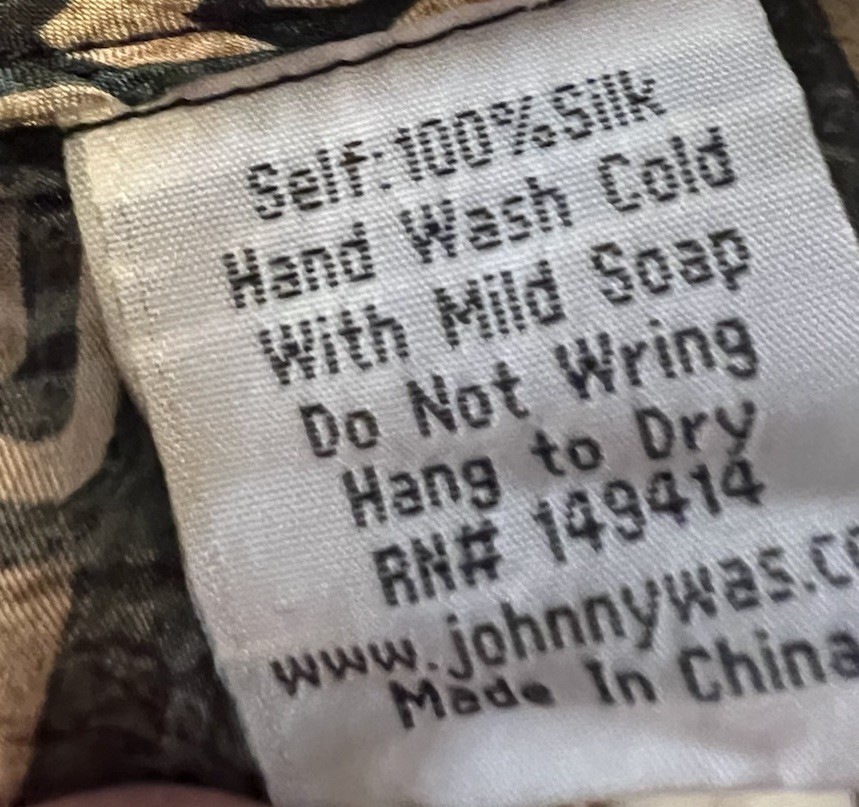 Self:100%Silk
Hand Wash Cold
With Mild Soap
Do Not Wring
Hang to Dry
RN# 149414
www.johnnywas.c
Made In China